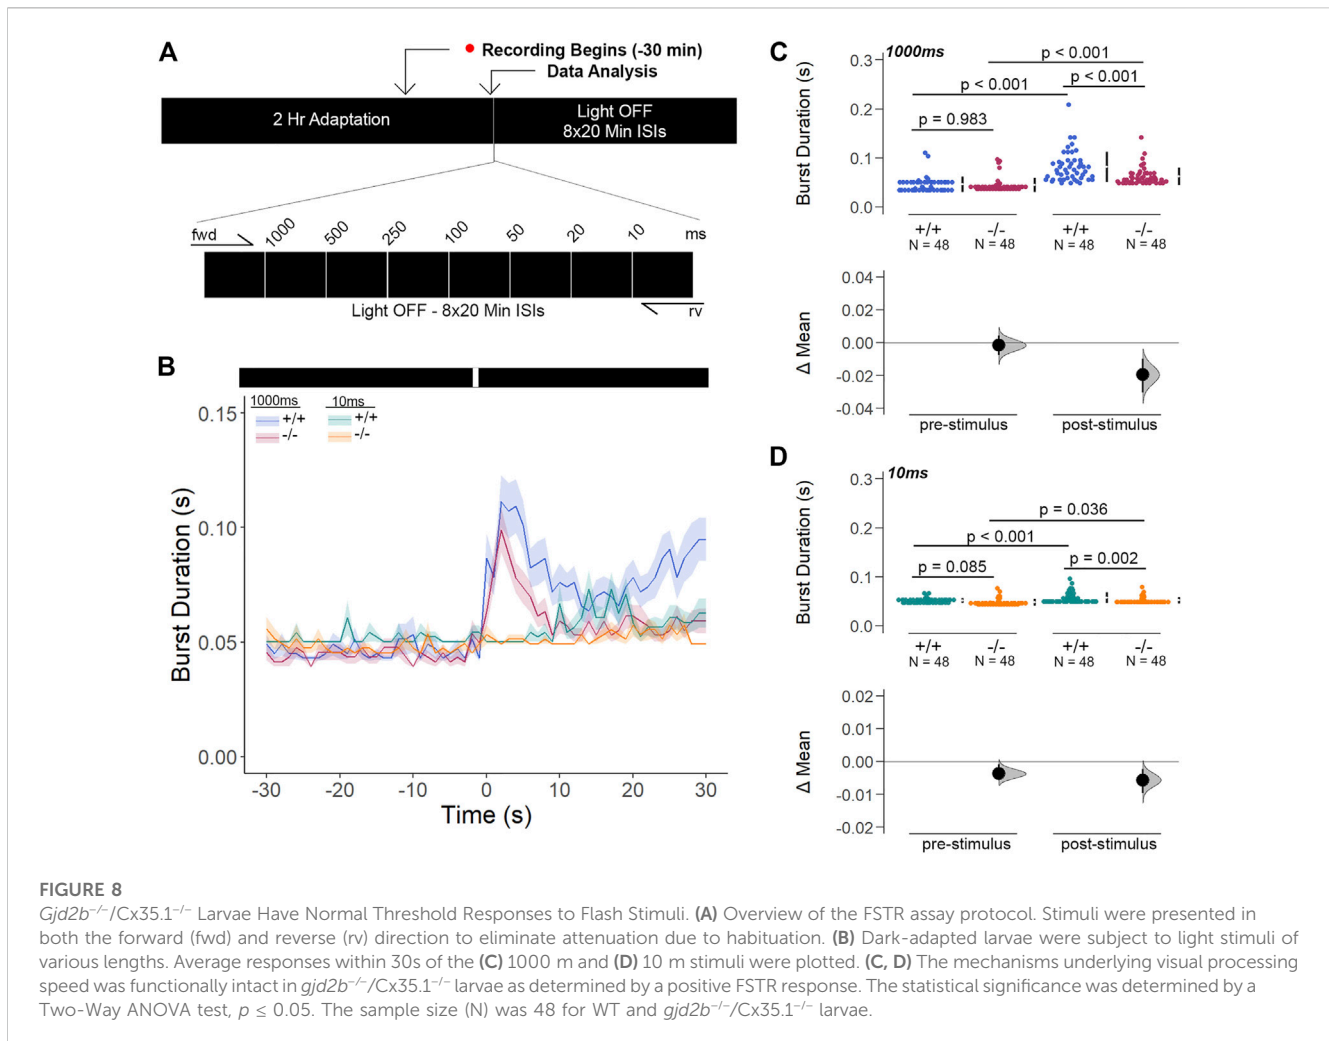 A
Recording Begins (-30 min)
Data Analysis
2 Hr Adaptation
Light OFF
8x20 Min ISIs
fwd
1000
500
250
100
50
20
10
ms
Light OFF - 8x20 Min ISIs
rv
B
1000ms
10ms
+/+
+/+
-/-
-/-
0.15
0.10
0.05
0.00
Burst Duration (s)
-30
-20
-10
0
10
20
30
Time (s)
C
1000ms
p < 0.001
p < 0.001
p < 0.001
p = 0.983
0.3
0.2
0.1
0.0
Burst Duration (s)
+/+
-/-
+/+
-/-
N = 48
N = 48
N = 48
N = 48
0.04
0.02
0.00
-0.02
-0.04
Δ Mean
pre-stimulus
post-stimulus
D
10ms
p = 0.036
p < 0.001
p = 0.002
p = 0.085
0.3
0.2
0.1
0.0
Burst Duration (s)
+/+
-/-
+/+
-/-
N = 48
N = 48
N = 48
N = 48
0.02
0.01
0.00
-0.01
-0.02
Δ Mean
pre-stimulus
post-stimulus
FIGURE 8
Gjd2b⁻/⁻/Cx35.1⁻/⁻ Larvae Have Normal Threshold Responses to Flash Stimuli. (A) Overview of the FSTR assay protocol. Stimuli were presented in
both the forward (fwd) and reverse (rv) direction to eliminate attenuation due to habituation. (B) Dark-adapted larvae were subject to light stimuli of
various lengths. Average responses within 30s of the (C) 1000 m and (D) 10 m stimuli were plotted. (C, D) The mechanisms underlying visual processing
speed was functionally intact in gjd2b⁻/⁻/Cx35.1⁻/⁻ larvae as determined by a positive FSTR response. The statistical significance was determined by a
Two-Way ANOVA test, p ≤ 0.05. The sample size (N) was 48 for WT and gjd2b⁻/⁻/Cx35.1⁻/⁻ larvae.